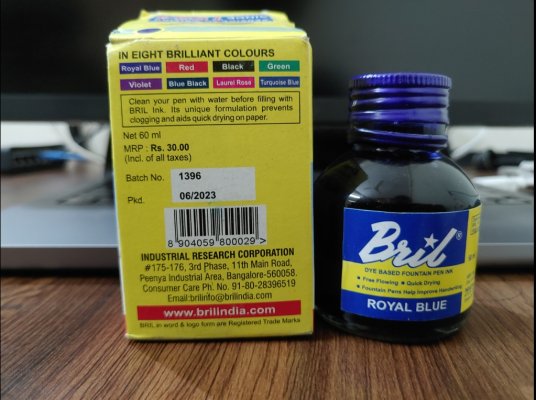 IN EIGHT BRILLIANT COLOURS
Royal Blue Red Black Green
Violet Blue Black Laurel Rose Turquoise Blue
Clean your pen with water before filling with
BRIL Ink. Its unique formulation prevents
clogging and aids quick drying on paper.
Net 60 ml
MRP : Rs. 30.00
(Incl. of all taxes)
Batch No. 1396
Pkd. 06/2023
8 904059 800029 >
INDUSTRIAL RESEARCH CORPORATION
#175-176, 3rd Phase, 11th Main Road,
Peenya Industrial Area, Bangalore-560058.
Consumer Care Ph. No. 91-80-28396519
Email:brilinfo@brilindia.com
www.brilindia.com
BRIL in word & logo form are Registered Trade Marks
Bril®
DYE BASED FOUNTAIN PEN INK
• Free Flowing • Quick Drying
• Fountain Pens Help Improve Handwriting
ROYAL BLUE